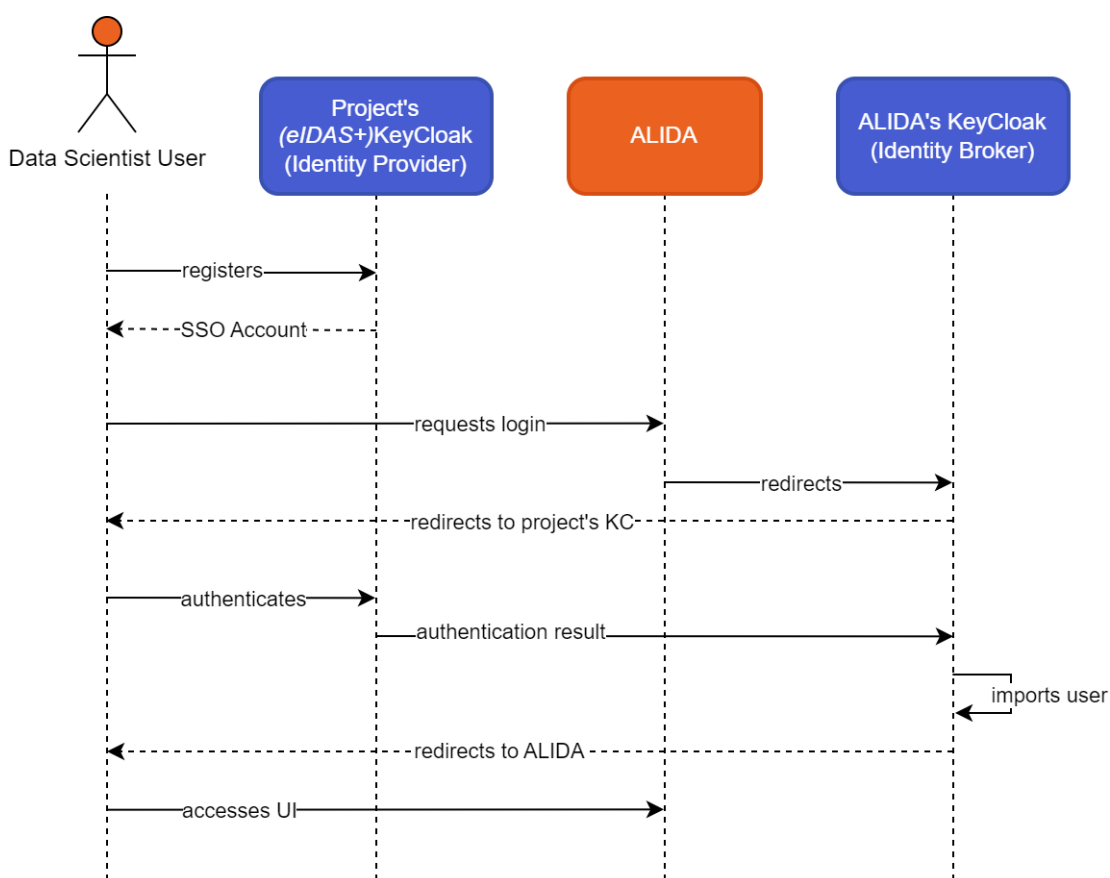 Data Scientist User
Project's
(eIDAS+)KeyCloak
(Identity Provider)
ALIDA
ALIDA's KeyCloak
(Identity Broker)
registers
SSO Account
requests login
redirects
redirects to project's KC
authenticates
authentication result
imports user
redirects to ALIDA
accesses UI